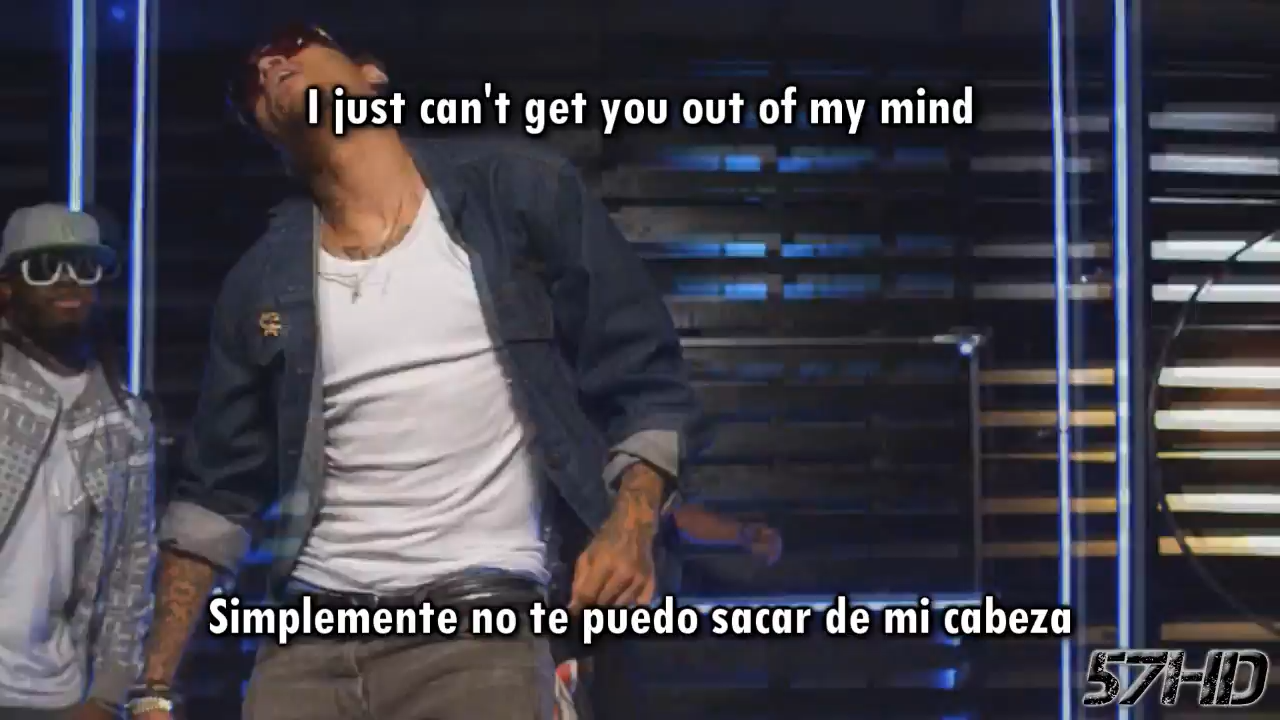 I just can't get you out of my mind
Simplemente no te puedo sacar de mi cabeza
57HD